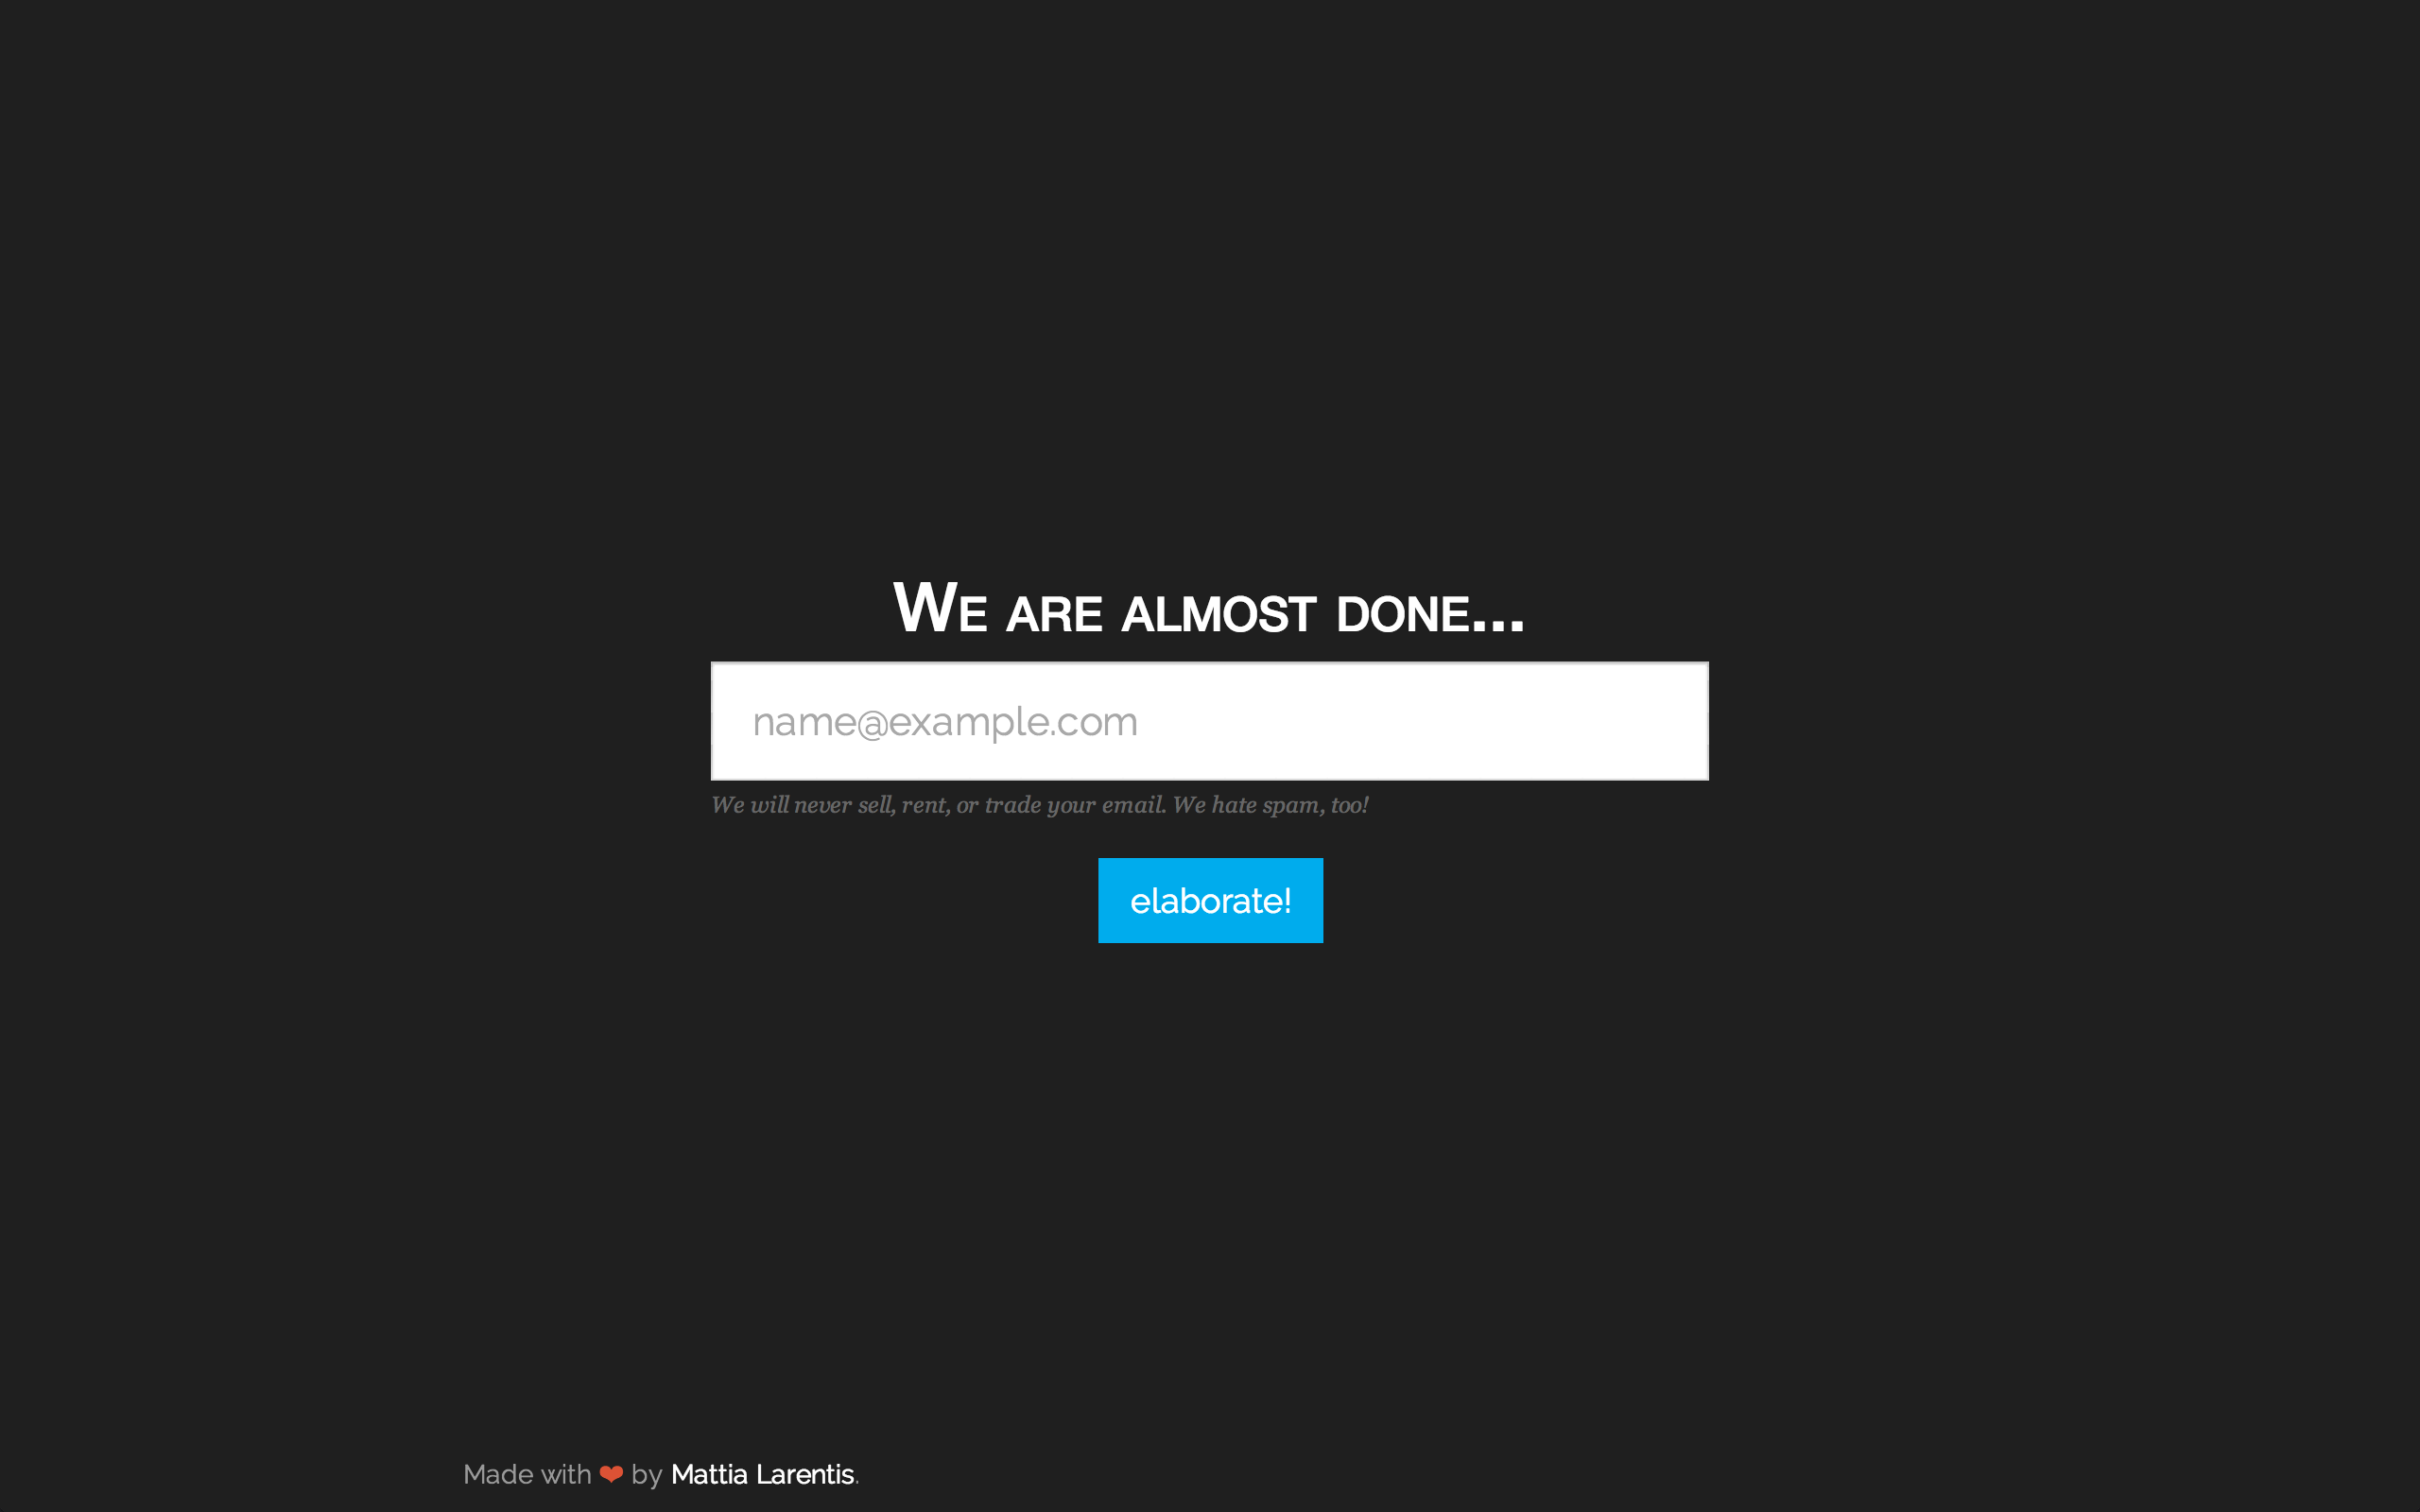 We are almost done...
name@example.com
We will never sell, rent, or trade your email. We hate spam, too!
elaborate!
Made with ❤ by Mattia Larentis.